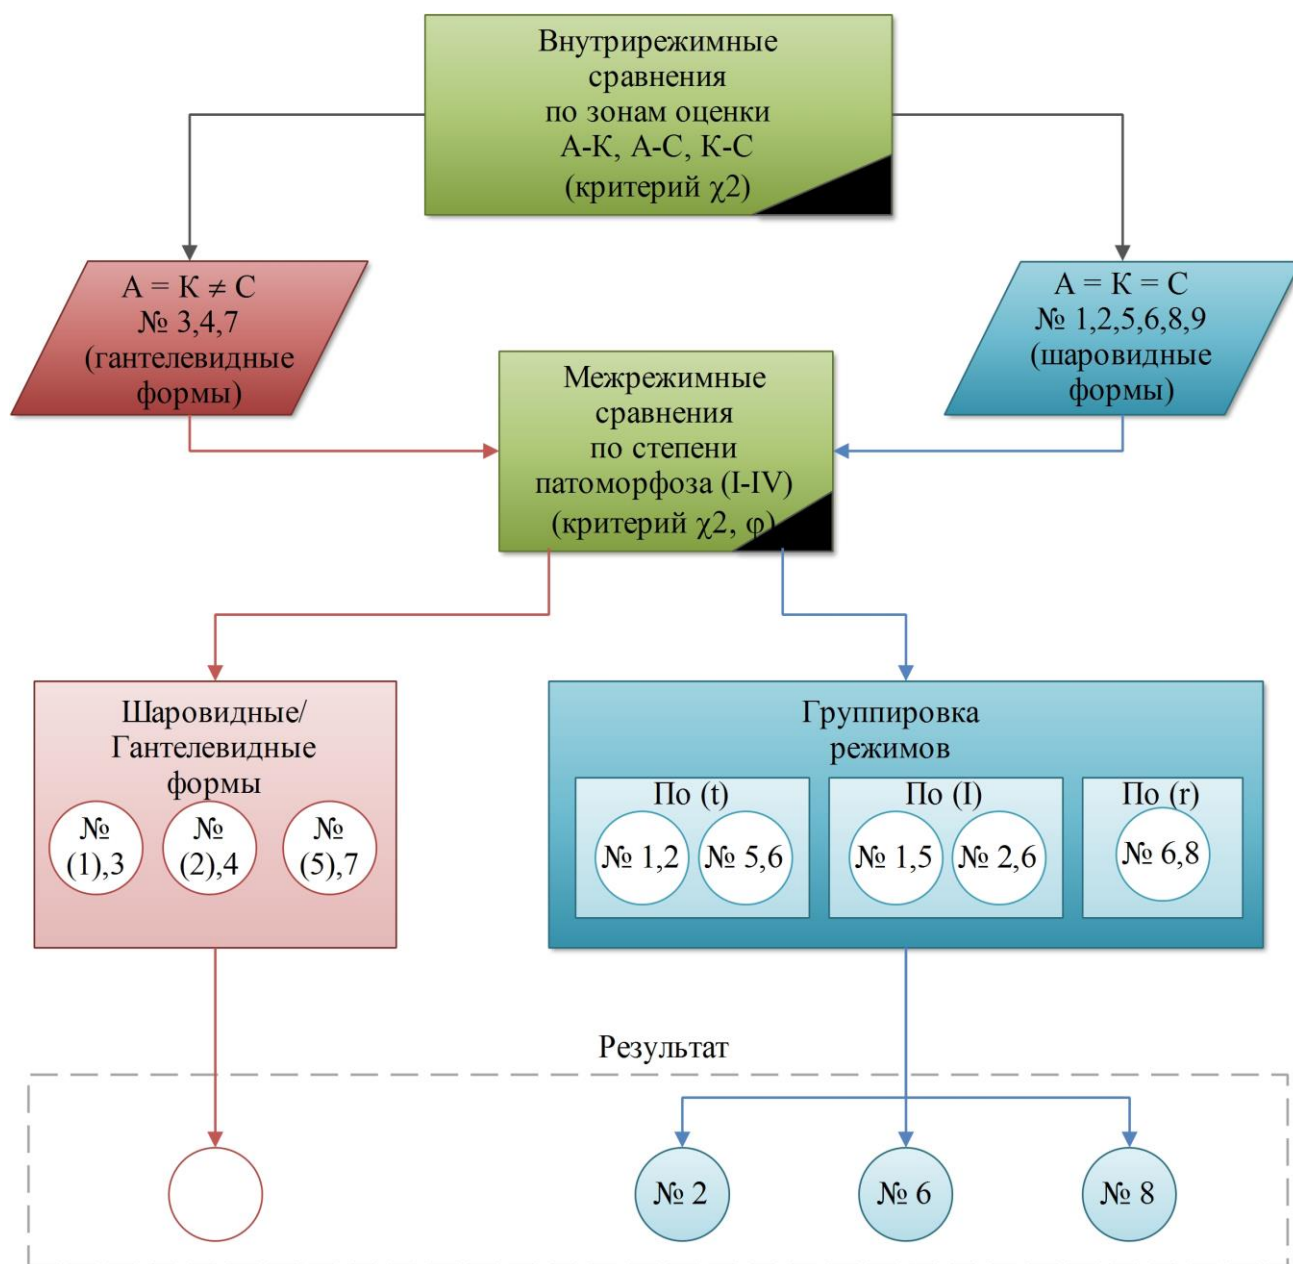 Внутрирежимные
сравнения
по зонам оценки
А-К, А-С, К-С
(критерий χ2)
А = К ≠ С
№ 3,4,7
(гантелевидные
формы)
А = К = С
№ 1,2,5,6,8,9
(шаровидные
формы)
Межрежимные
сравнения
по степени
патоморфоза (I-IV)
(критерий χ2, φ)
Шаровидные/
Гантелевидные
формы
№
(1),3
№
(2),4
№
(5),7
Группировка
режимов
По (t)
№ 1,2
№ 5,6
По (I)
№ 1,5
№ 2,6
По (r)
№ 6,8
Результат
№ 2
№ 6
№ 8